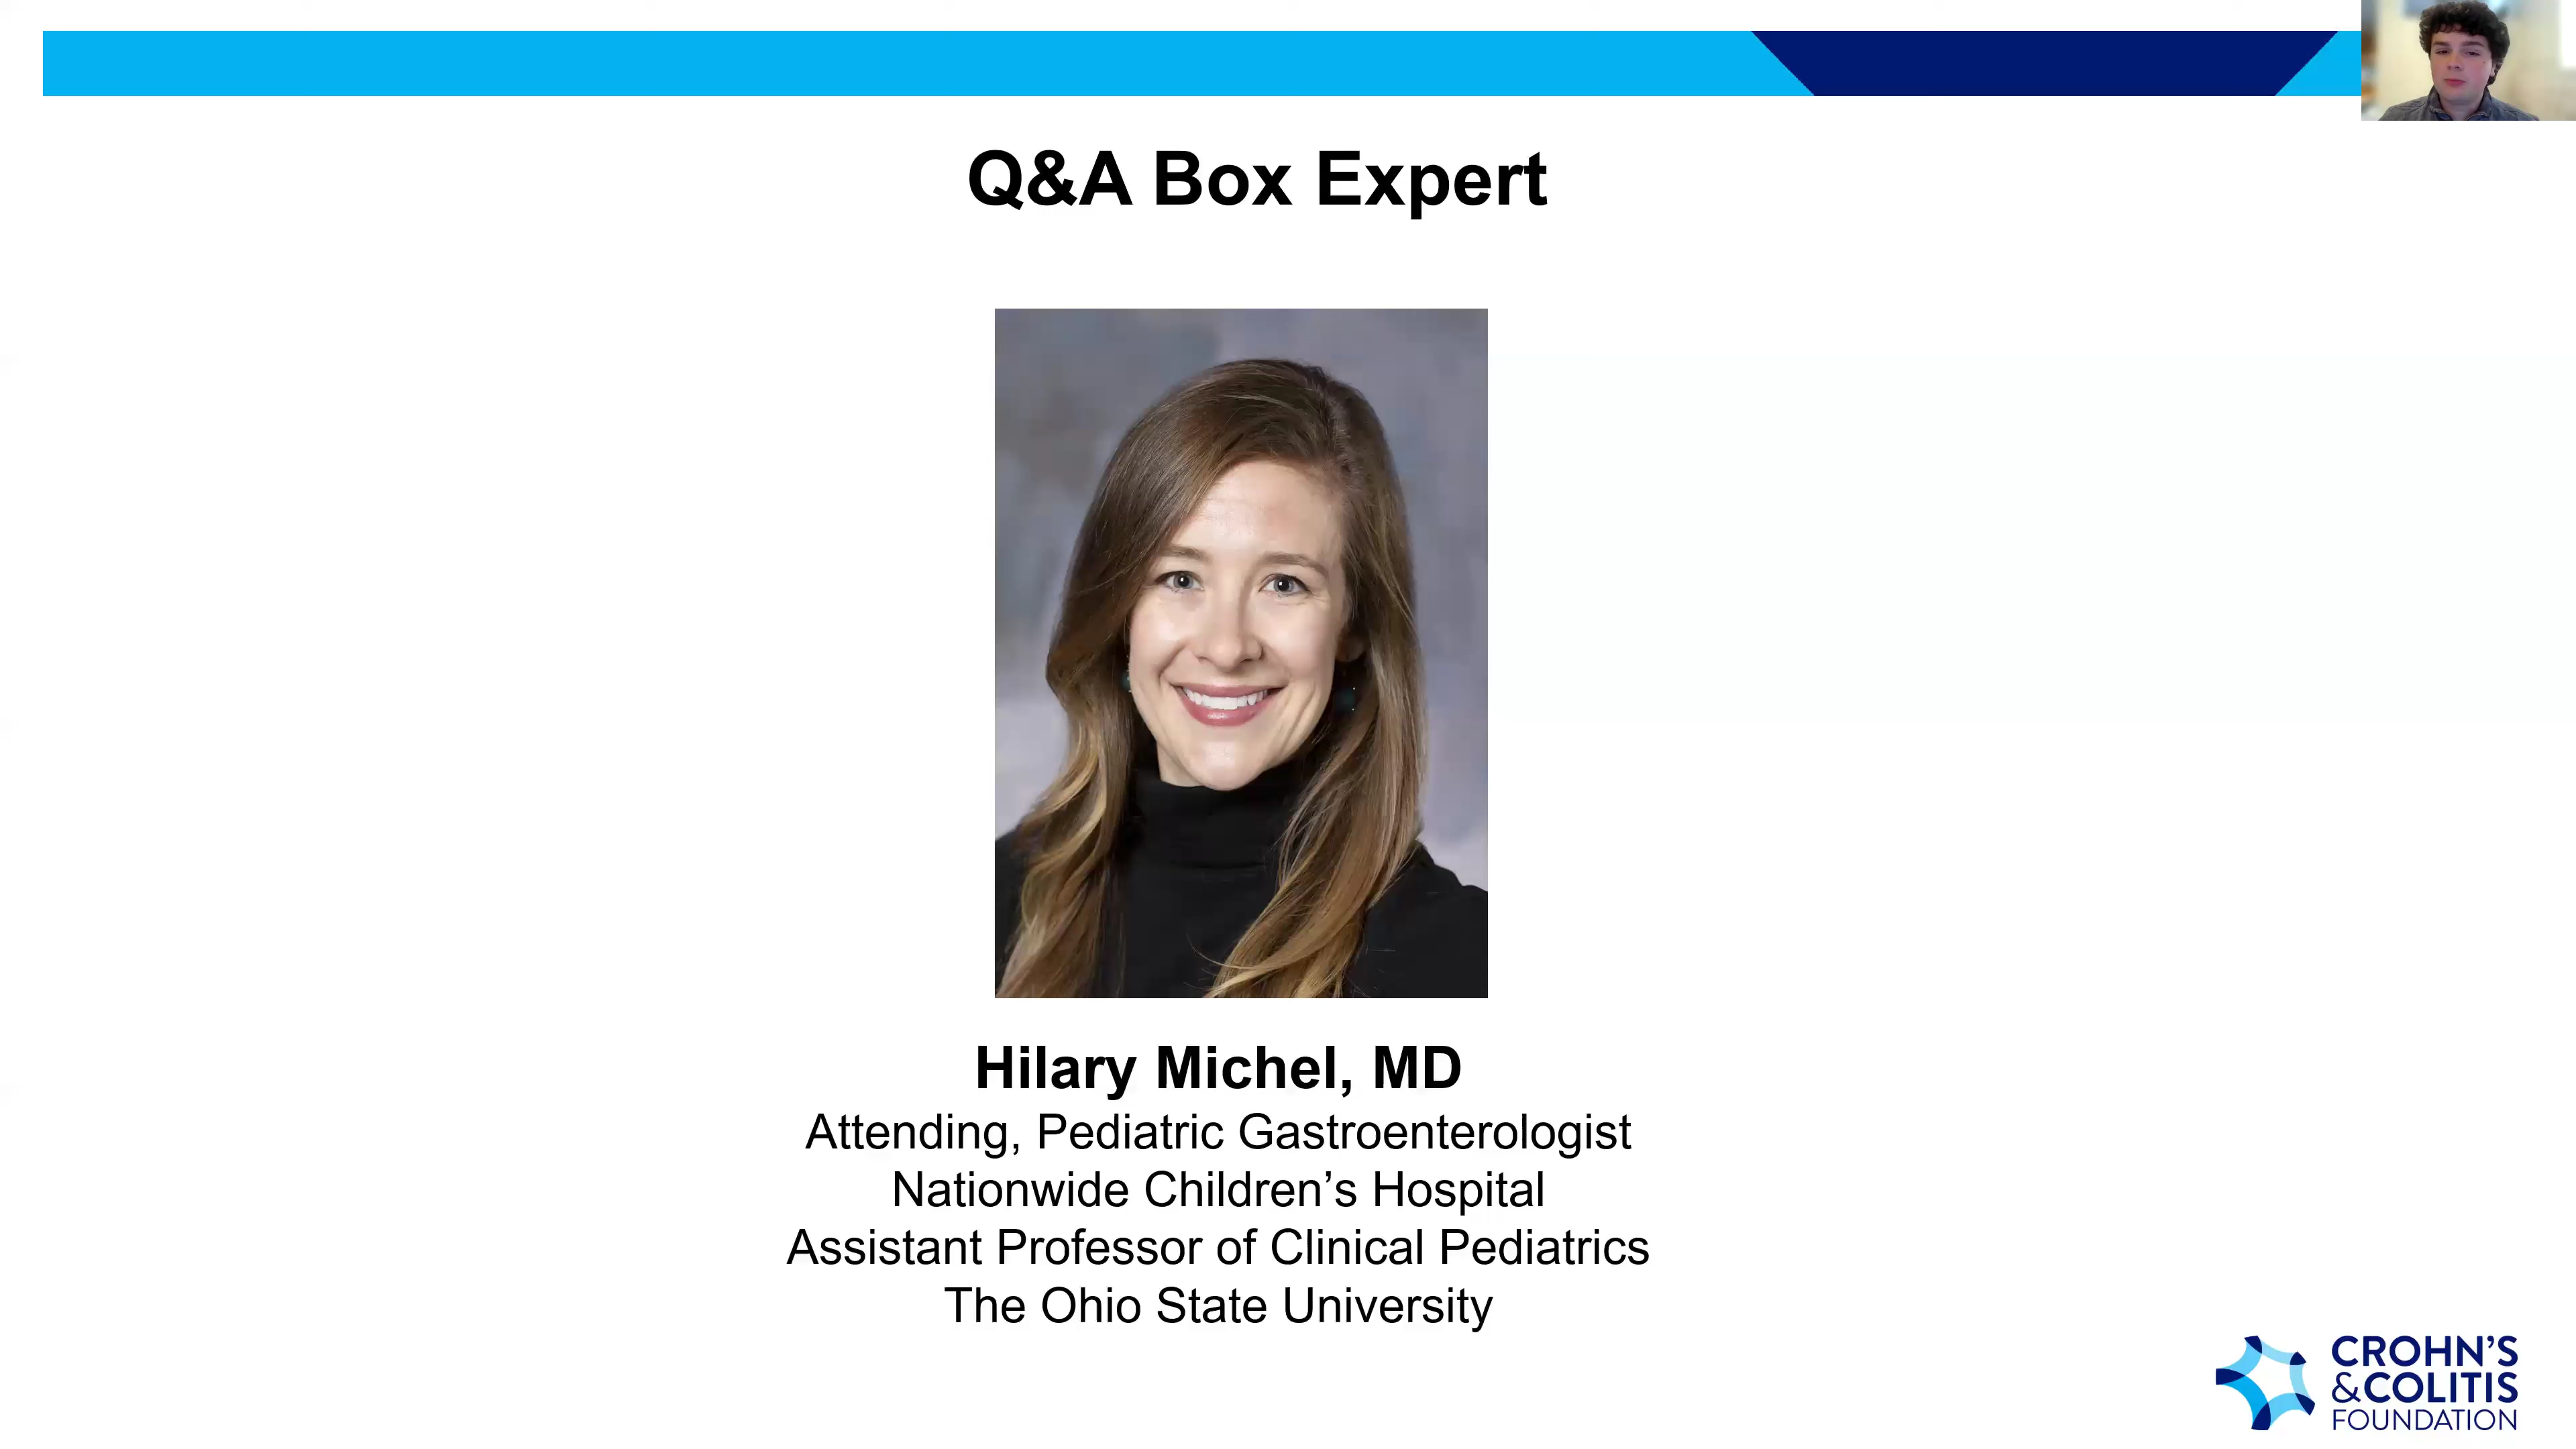 Q&A Box Expert
Hilary Michel, MD
Attending, Pediatric Gastroenterologist
Nationwide Children’s Hospital
Assistant Professor of Clinical Pediatrics
The Ohio State University
CROHN’S
&COLITIS
FOUNDATION